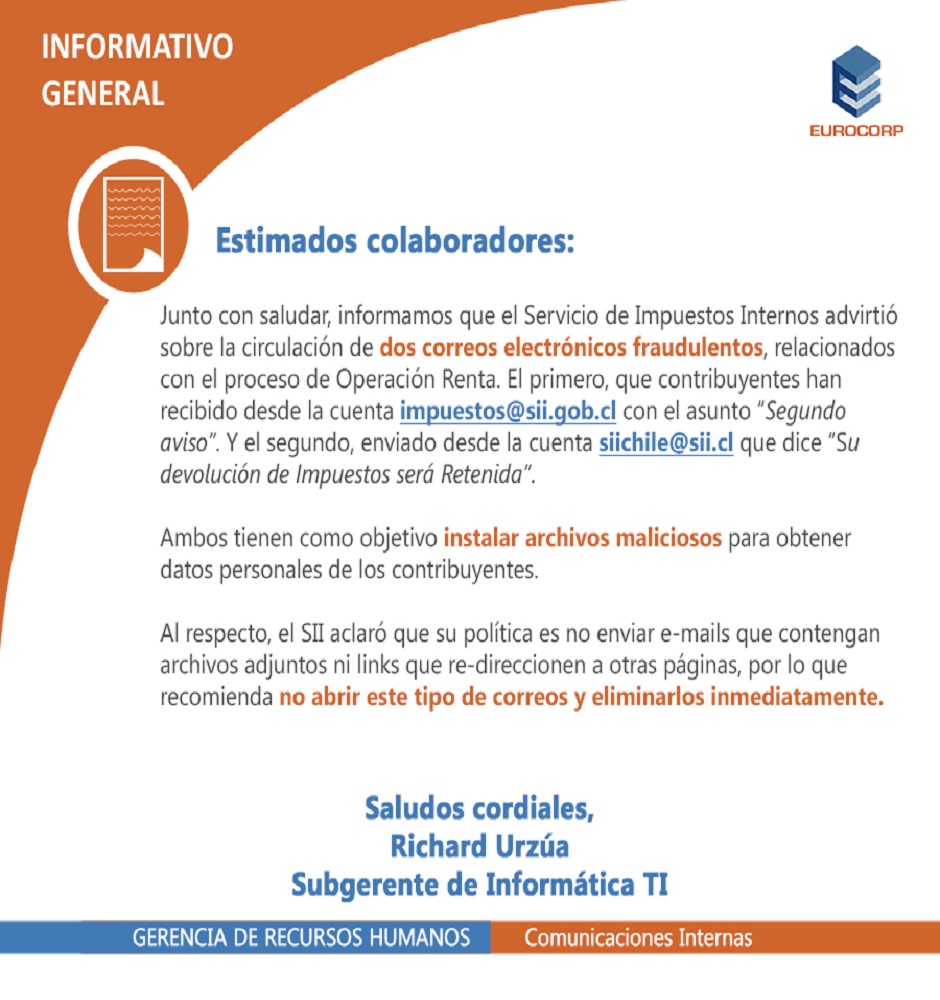 INFORMATIVO
GENERAL
EUROCORP
Estimados colaboradores:
Junto con saludar, informamos que el Servicio de Impuestos Internos advirtió
sobre la circulación de dos correos electrónicos fraudulentos, relacionados
con el proceso de Operación Renta. El primero, que contribuyentes han
recibido desde la cuenta impuestos@sii.gob.cl con el asunto "Segundo
aviso". Y el segundo, enviado desde la cuenta siichile@sii.cl que dice "Su
devolución de Impuestos será Retenida".
Ambos tienen como objetivo instalar archivos maliciosos para obtener
datos personales de los contribuyentes.
Al respecto, el SII aclaró que su política es no enviar e-mails que contengan
archivos adjuntos ni links que re-direccionen a otras páginas, por lo que
recomienda no abrir este tipo de correos y eliminarlos inmediatamente.
Saludos cordiales,
Richard Urzúa
Subgerente de Informática TI
GERENCIA DE RECURSOS HUMANOS Comunicaciones Internas